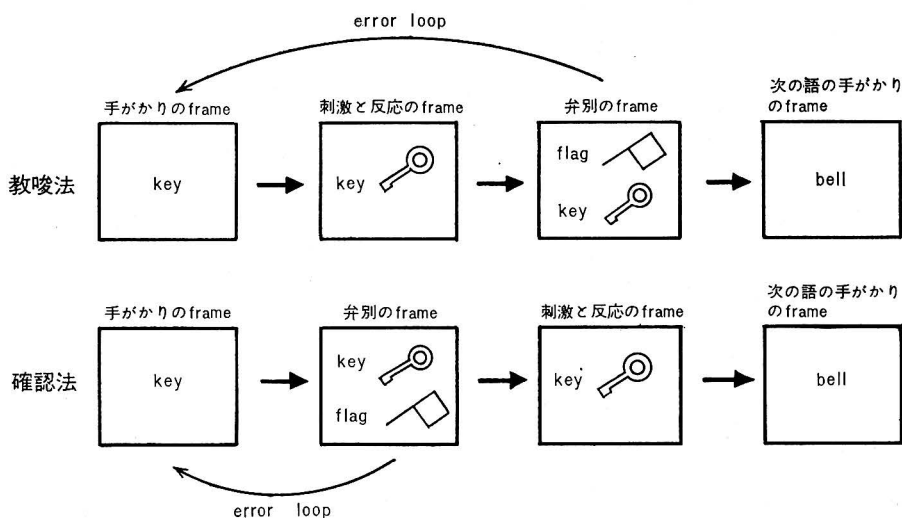 error loop
手がかりのframe
刺激と反応のframe
弁別のframe
次の語の手がかり
のframe
教唆法
key
key
flag
key
bell
手がかりのframe
弁別のframe
刺激と反応のframe
次の語の手がかり
のframe
確認法
key
key
flag
key
bell
error loop